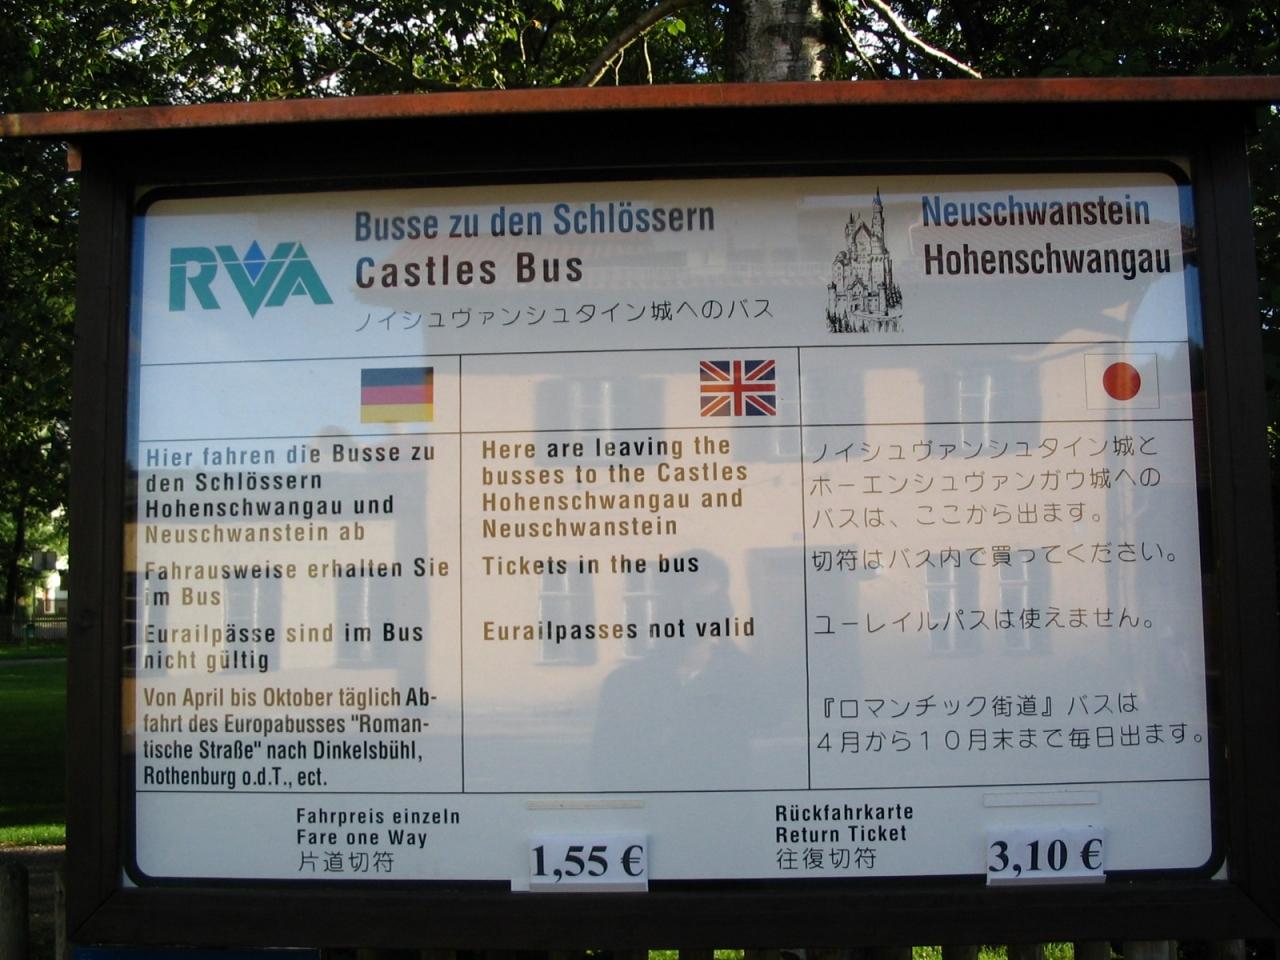 RVA
Busse zu den Schlössern
Castles Bus
ノイシュヴァンシュタイン城へのバス
Neuschwanstein
Hohenschwangau
Hier fahren die Busse zu
den Schlössern
Hohenschwangau und
Neuschwanstein ab
Fahrausweise erhalten Sie
im Bus
Eurailpässe sind im Bus
nicht gültig
Von April bis Oktober täglich Ab-
fahrt des Europabusses "Roman-
tische Straße" nach Dinkelsbühl,
Rothenburg o.d.T., ect.
Here are leaving the
busses to the Castles
Hohenschwangau and
Neuschwanstein
Tickets in the bus
Eurailpasses not valid
ノイシュヴァンシュタイン城と
ホーエンシュヴァンガウ城への
バスは、ここから出ます。
切符はバス内で買ってください。
ユーレイルパスは使えません。
『ロマンチック街道』バスは
4月から10月末まで毎日出ます。
Fahrpreis einzeln
Fare one Way
片道切符
1,55 €
Rückfahrkarte
Return Ticket
往復切符
3,10 €